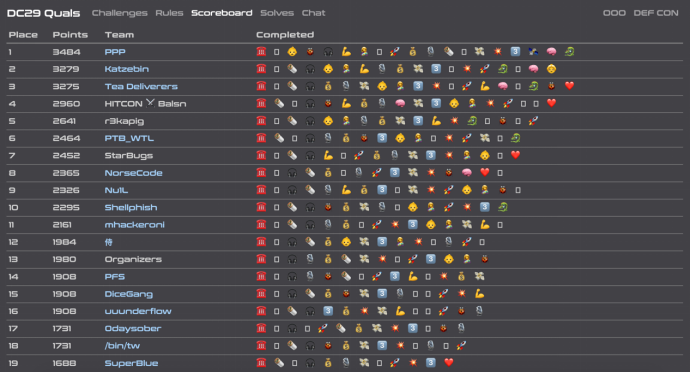 DC29 Quals Challenges Rules Scoreboard Solves Chat OOO DEF CON
Place Points Team Completed
1 3484 PPP
2 3279 Katzebin
3 3275 Tea Deliverers
4 2960 HITCON ⚔ Balsn
5 2641 r3kapig
6 2464 PTB_WTL
7 2452 StarBugs
8 2365 NorseCode
9 2326 Nu1L
10 2295 Shellphish
11 2161 mhackeroni
12 1984 侍
13 1980 Organizers
14 1908 PFS
15 1908 DiceGang
16 1908 uuunderflow
17 1731 0daysober
18 1731 /bin/tw
19 1688 SuperBlue